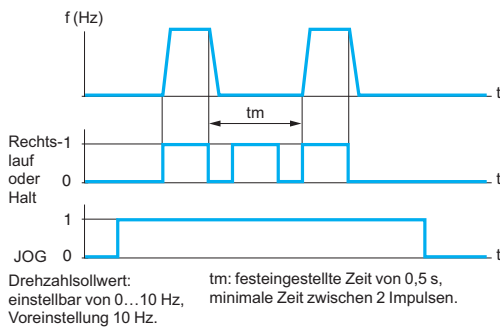 f (Hz)
t
tm
Rechts-1
lauf
oder
Halt
0
t
1
JOG 0
t
Drehzahlsollwert:
einstellbar von 0…10 Hz,
Voreinstellung 10 Hz.
tm: festeingestellte Zeit von 0,5 s,
minimale Zeit zwischen 2 Impulsen.